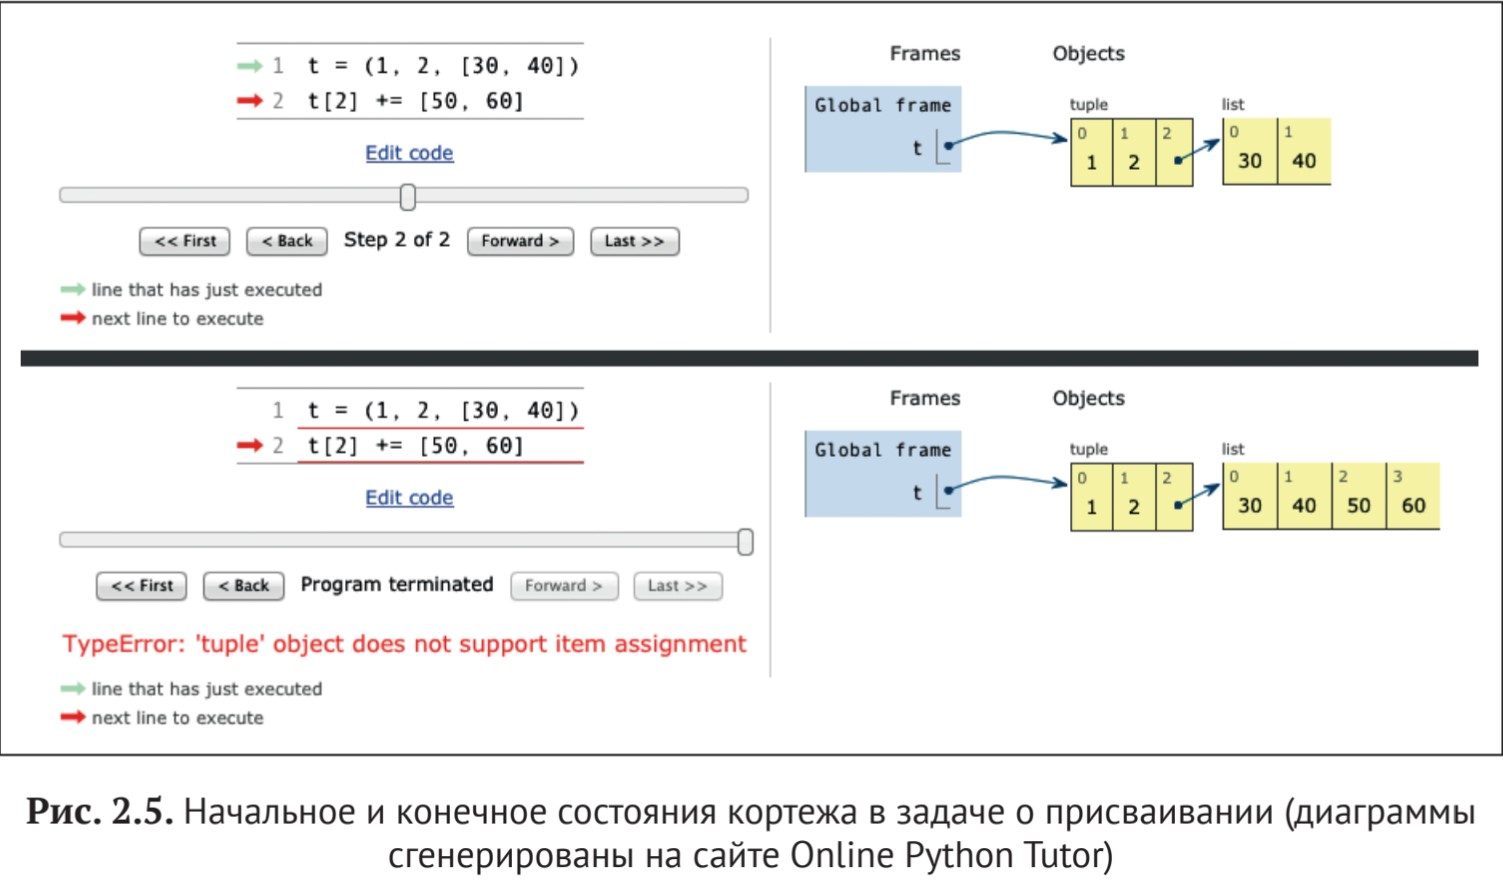 1 t = (1, 2, [30, 40])
2 t[2] += [50, 60]
Edit code
<< First < Back Step 2 of 2 Forward > Last >>
line that has just executed
next line to execute
Frames Objects
Global frame
t
tuple list
0 1 2 0 1
1 2 30 40
1 t = (1, 2, [30, 40])
2 t[2] += [50, 60]
Edit code
<< First < Back Program terminated Forward > Last >>
TypeError: 'tuple' object does not support item assignment
line that has just executed
next line to execute
Frames Objects
Global frame
t
tuple list
0 1 2 0 1 2 3
1 2 30 40 50 60
Рис. 2.5. Начальное и конечное состояния кортежа в задаче о присваивании (диаграммы
сгенерированы на сайте Online Python Tutor)